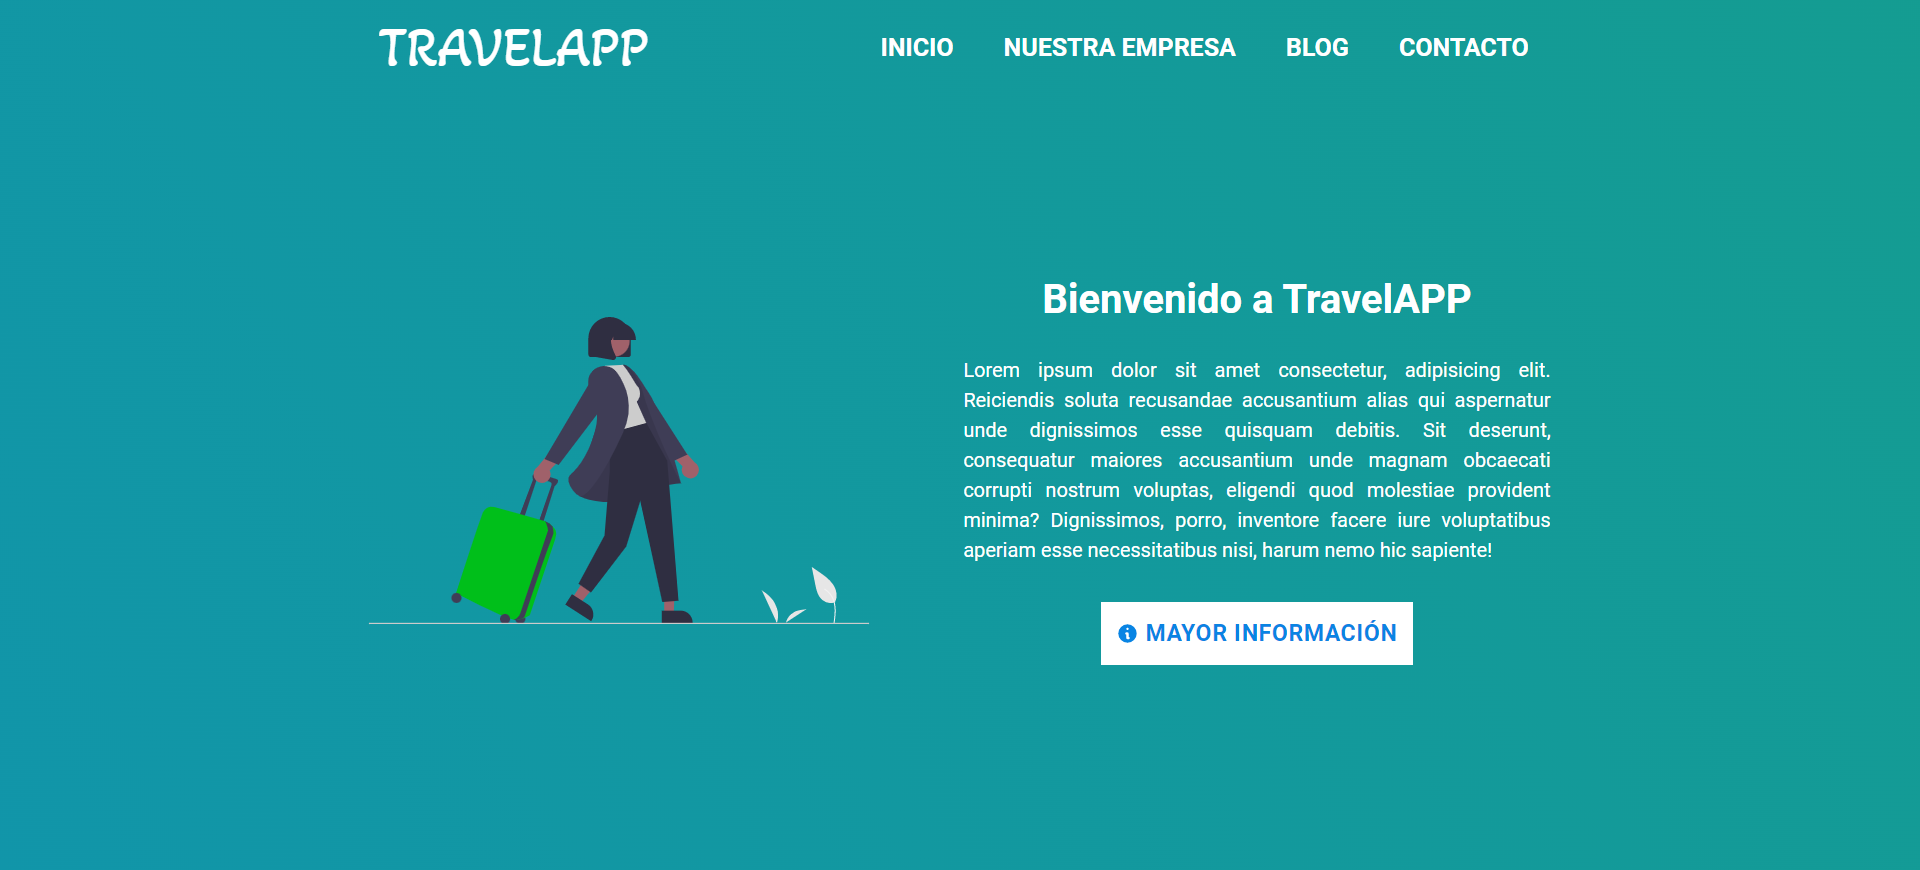 TRAVELAPP
INICIO NUESTRA EMPRESA BLOG CONTACTO
Bienvenido a TravelAPP
Lorem ipsum dolor sit amet consectetur, adipisicing elit.
Reiciendis soluta recusandae accusantium alias qui aspernatur
unde dignissimos esse quisquam debitis. Sit deserunt,
consequatur maiores accusantium unde magnam obcaecati
corrupti nostrum voluptas, eligendi quod molestiae provident
minima? Dignissimos, porro, inventore facere iure voluptatibus
aperiam esse necessitatibus nisi, harum nemo hic sapiente!
MAYOR INFORMACIÓN